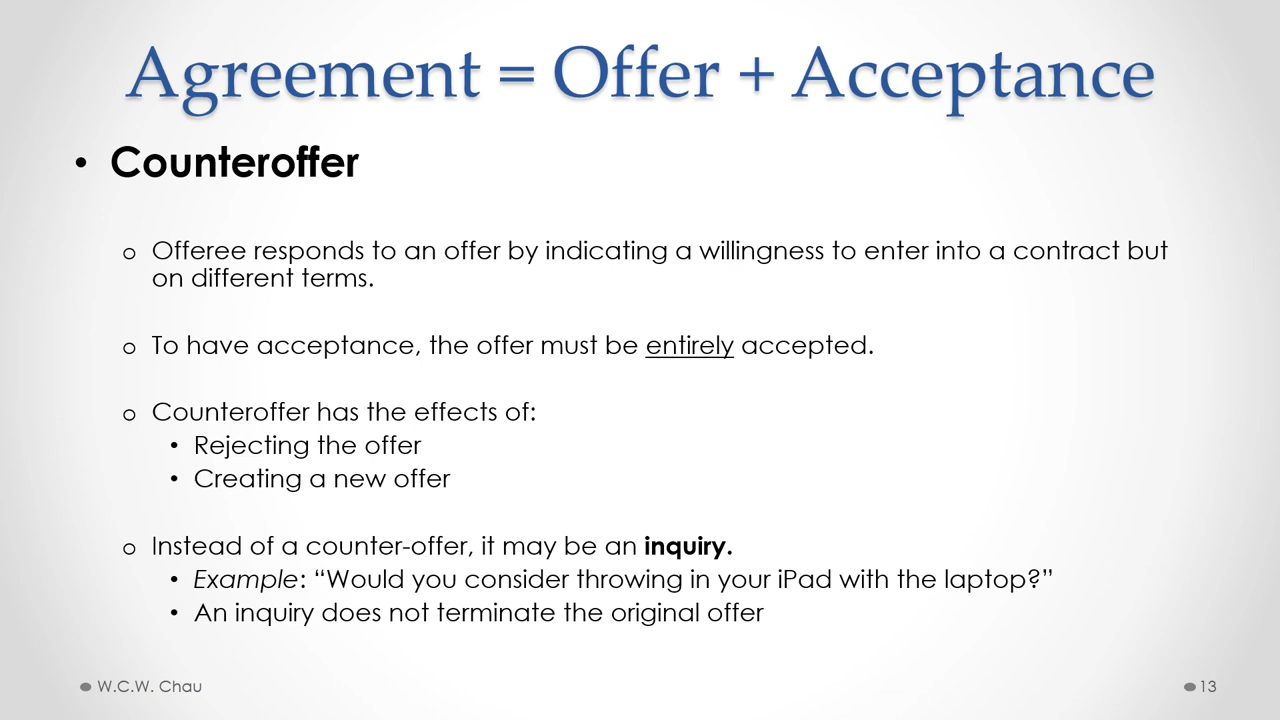 Agreement = Offer + Acceptance
• Counteroffer
o Offeree responds to an offer by indicating a willingness to enter into a contract but
on different terms.
o To have acceptance, the offer must be entirely accepted.
o Counteroffer has the effects of:
• Rejecting the offer
• Creating a new offer
o Instead of a counter-offer, it may be an inquiry.
• Example: “Would you consider throwing in your iPad with the laptop?”
• An inquiry does not terminate the original offer
W.C.W. Chau
13